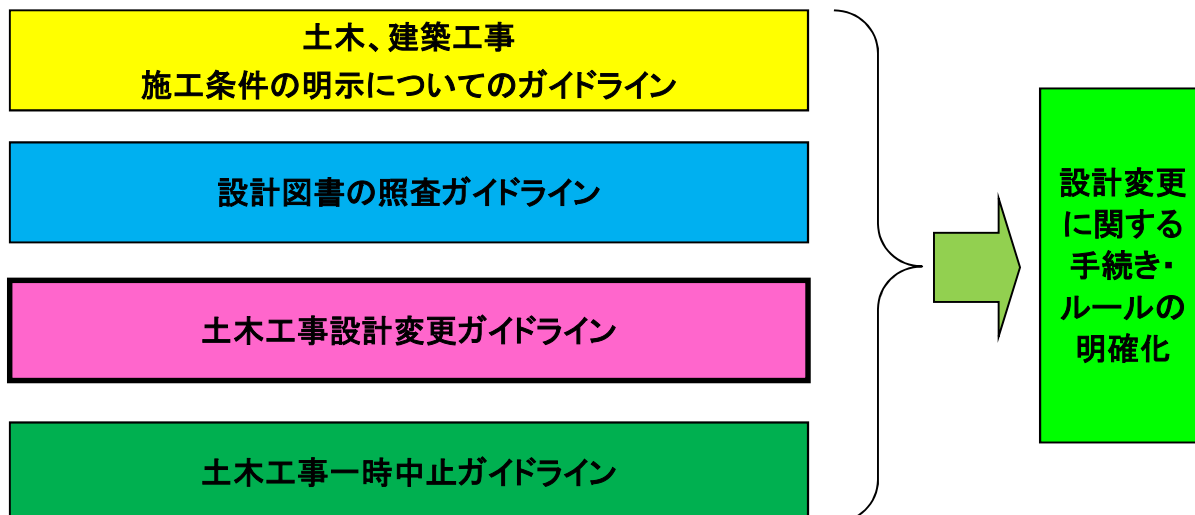 土木、建築工事
施工条件の明示についてのガイドライン
設計図書の照査ガイドライン
土木工事設計変更ガイドライン
土木工事一時中止ガイドライン
設計変更
に関する
手続き・
ルールの
明確化